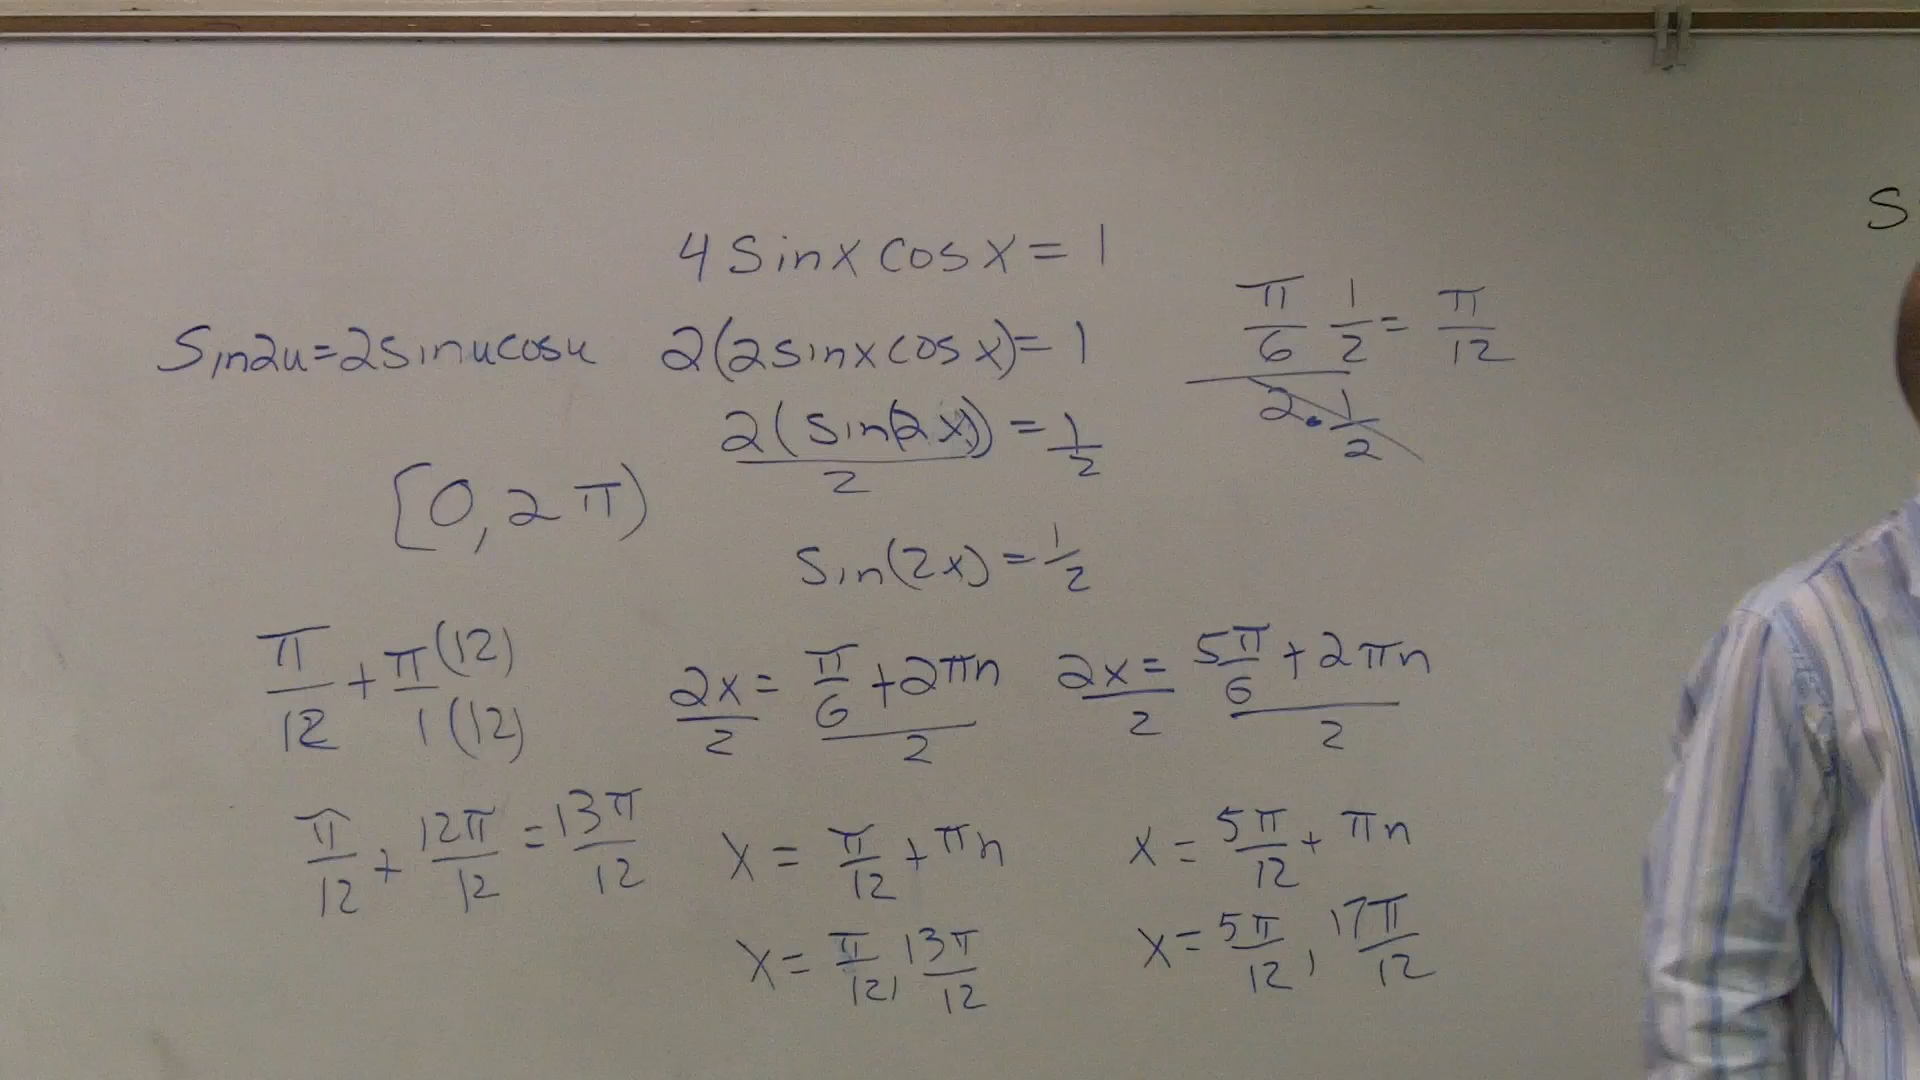 4 sin x cos x = 1
sin2u = 2sinucosu
2(2sinxcosx) = 1
2(sin(2x))/2 = 1/2
[0, 2π)
sin(2x) = 1/2
π/6 1/2 = π/12
2 · 1/2
π/12 + π(12)/1(12)
π/12 + 12π/12 = 13π/12
2x/2 = (π/6 + 2πn)/2
x = π/12 + πn
x = π/12, 13π/12
2x/2 = (5π/6 + 2πn)/2
x = 5π/12 + πn
x = 5π/12, 17π/12
S